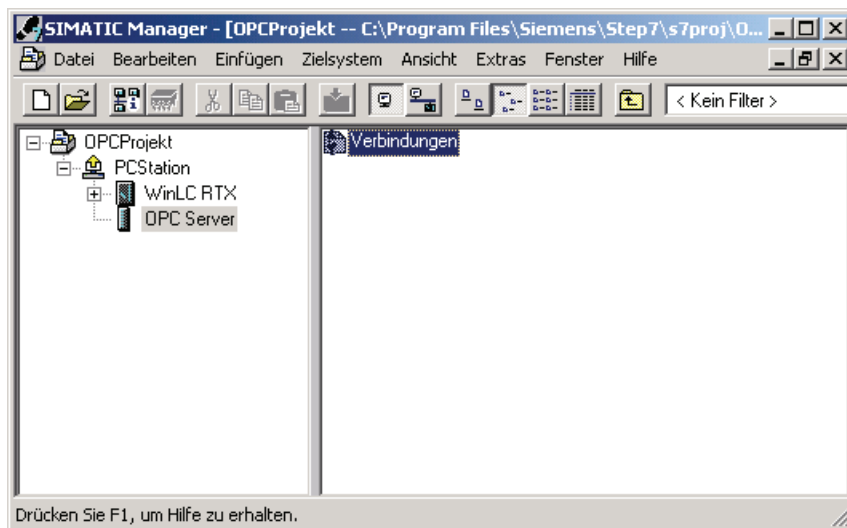 SIMATIC Manager - [OPCProjekt -- C:\Program Files\Siemens\Step7\s7proj\O...
Datei Bearbeiten Einfügen Zielsystem Ansicht Extras Fenster Hilfe
< Kein Filter >
OPCProjekt
PCStation
WinLC RTX
OPC Server
Verbindungen
Drücken Sie F1, um Hilfe zu erhalten.